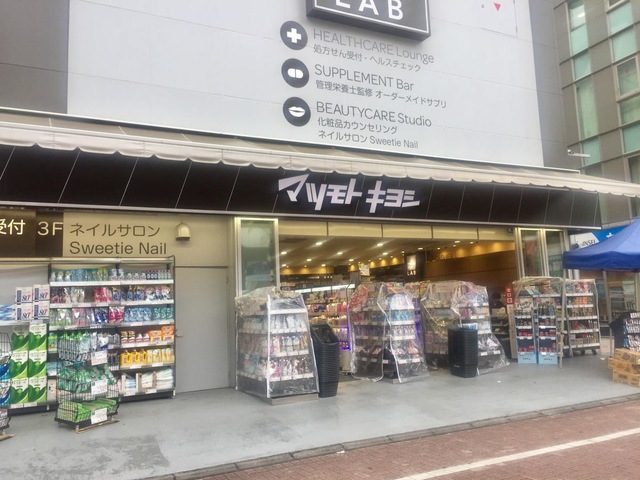 LAB
HEALTHCARE Lounge
処方せん受付・ヘルスチェック
SUPPLEMENT Bar
管理栄養士監修 オーダーメイドサプリ
BEAUTYCARE Studio
化粧品カウンセリング
ネイルサロン Sweetie Nail
マツモト キヨシ
受付 3F
ネイルサロン
Sweetie Nail
LAB